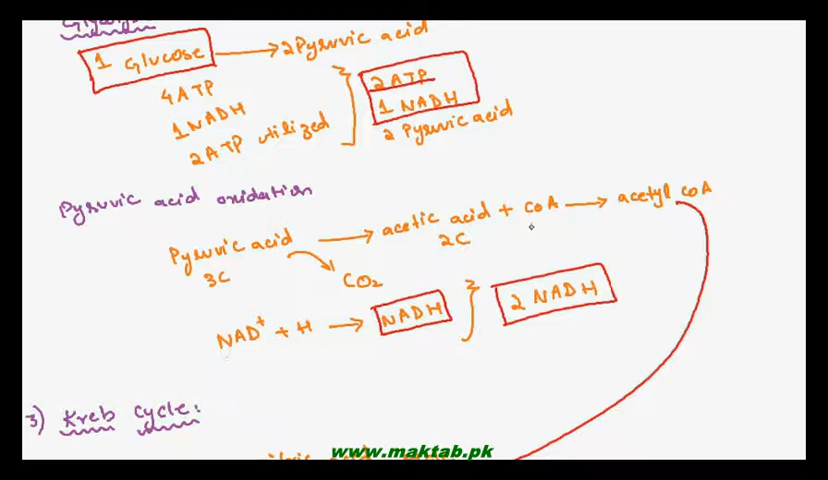 1 Glucose → 2 Pyruvic acid
4 ATP
1 NADH
2 ATP utilized
2 ATP
1 NADH
2 Pyruvic acid
Pyruvic acid oxidation
Pyruvic acid → acetic acid + CoA → acetyl CoA
3C
2C
CO2
NAD+ + H → NADH
2 NADH
3) Kreb Cycle:
www.maktab.pk